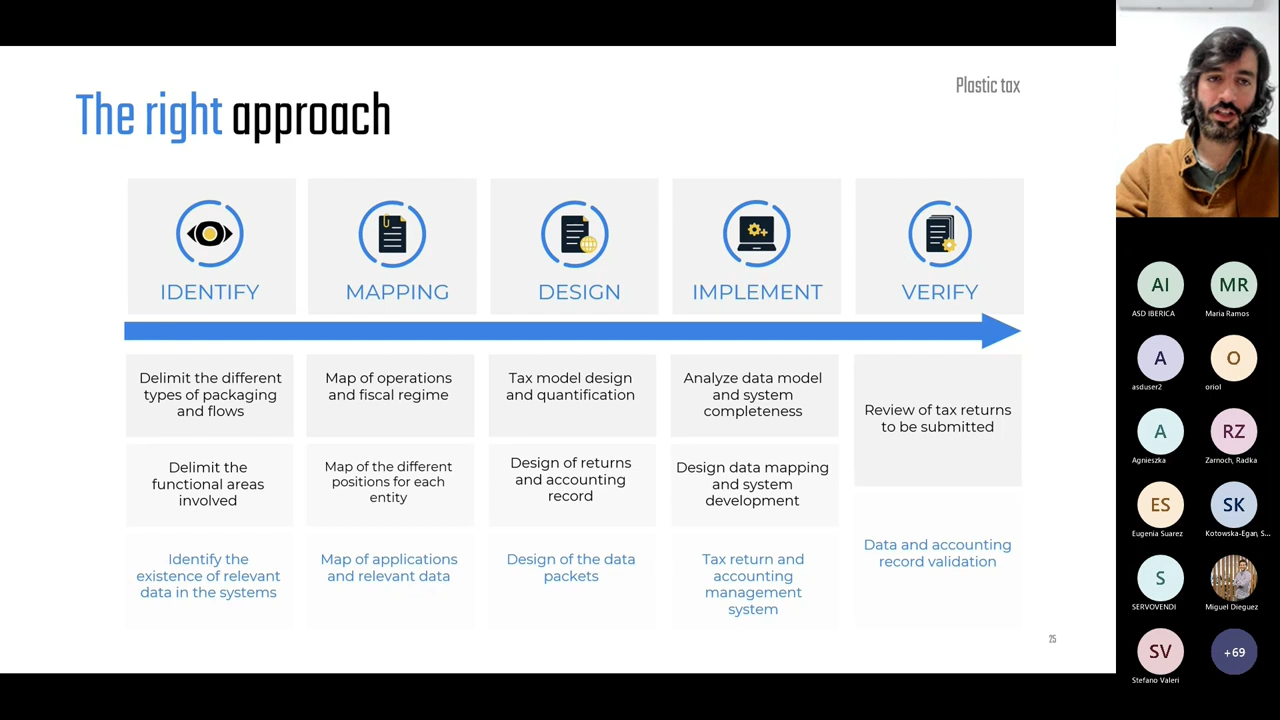 Plastic tax
The right approach
IDENTIFY
MAPPING
DESIGN
IMPLEMENT
VERIFY
Delimit the different
types of packaging
and flows
Map of operations
and fiscal regime
Tax model design
and quantification
Analyze data model
and system
completeness
Review of tax returns
to be submitted
Delimit the
functional areas
involved
Map of the different
positions for each
entity
Design of returns
and accounting
record
Design data mapping
and system
development
Identify the
existence of relevant
data in the systems
Map of applications
and relevant data
Design of the data
packets
Tax return and
accounting
management
system
Data and accounting
record validation
25
AI
ASD IBERICA
MR
Maria Ramos
A
asduser2
O
oriol
A
Agnieszka
RZ
Zarnoch, Radka
ES
Eugenia Suarez
SK
Kotowska-Egan, S...
S
SERVOVENDI
Miguel Dieguez
SV
Stefano Valeri
+69